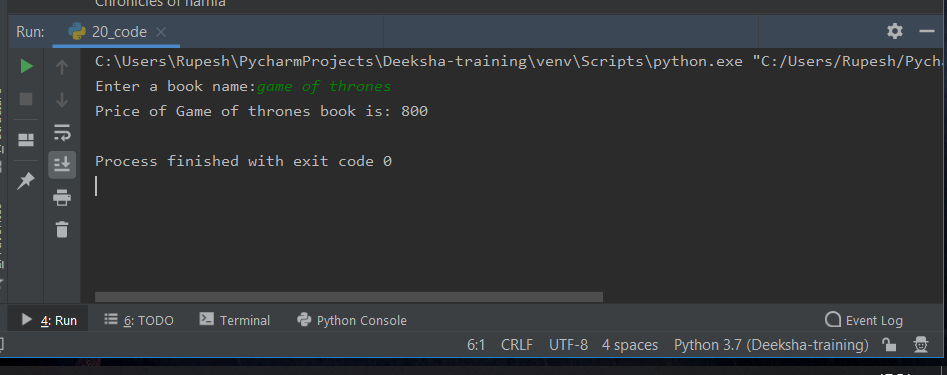 Chronicles of narnia
Run: 20_code
C:\Users\Rupesh\PycharmProjects\Deeksha-training\venv\Scripts\python.exe "C:/Users/Rupesh/Pycha
Enter a book name:game of thrones
Price of Game of thrones book is: 800
Process finished with exit code 0
4: Run 6: TODO Terminal Python Console Event Log
6:1 CRLF UTF-8 4 spaces Python 3.7 (Deeksha-training)